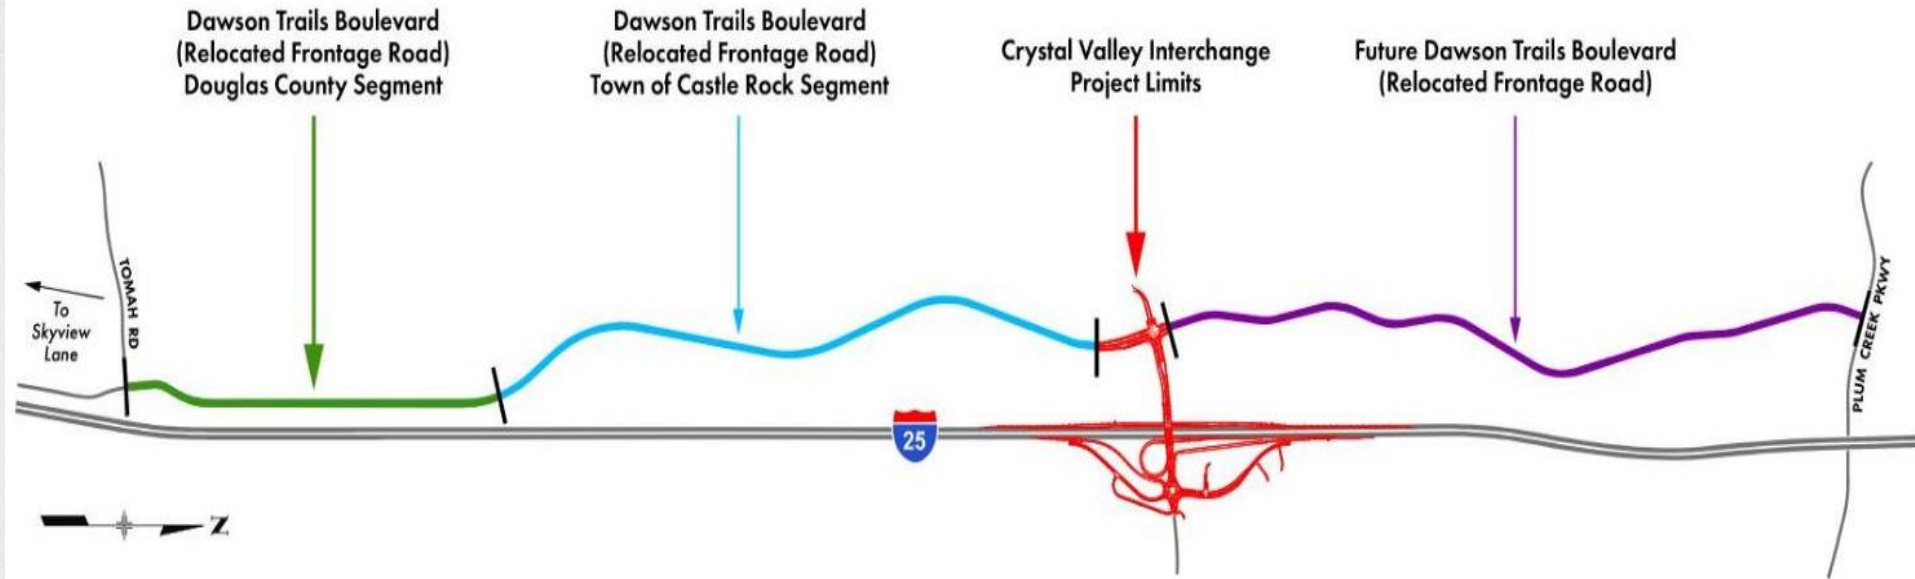 Dawson Trails Boulevard
(Relocated Frontage Road)
Douglas County Segment
Dawson Trails Boulevard
(Relocated Frontage Road)
Town of Castle Rock Segment
Crystal Valley Interchange
Project Limits
Future Dawson Trails Boulevard
(Relocated Frontage Road)
TOMAH RD
To
Skyview
Lane
PLUM CREEK PKWY
25
N